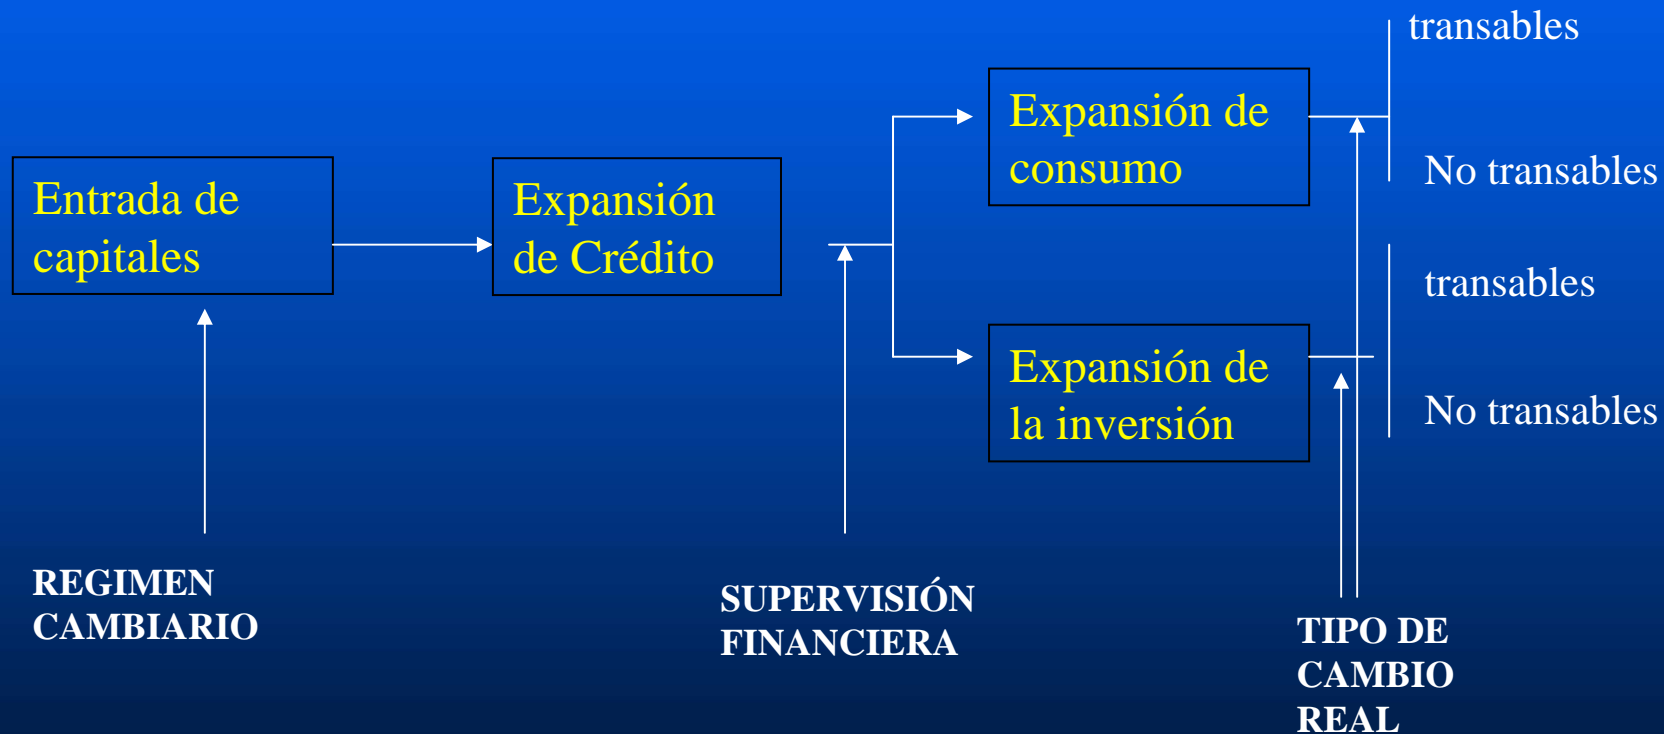 transables
Expansión de
consumo
No transables
Entrada de
capitales
Expansión
de Crédito
transables
Expansión de
la inversión
No transables
REGIMEN
CAMBIARIO
SUPERVISIÓN
FINANCIERA
TIPO DE
CAMBIO
REAL